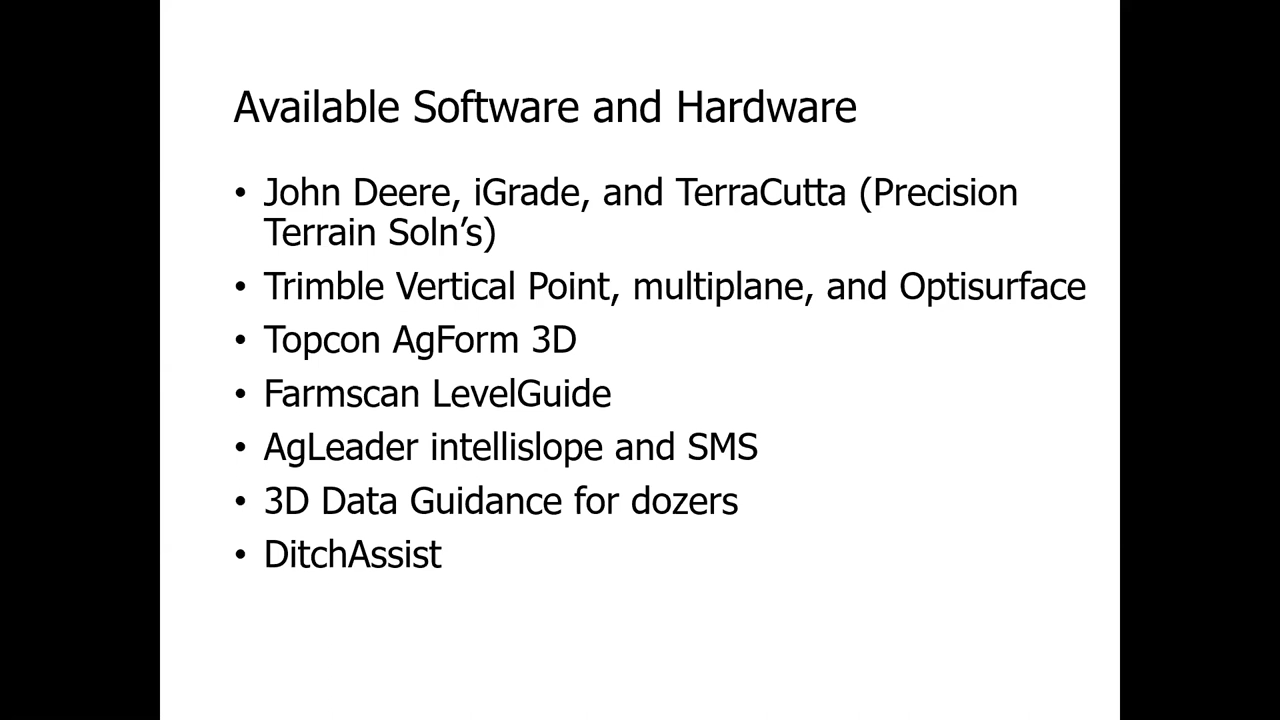 Available Software and Hardware
• John Deere, iGrade, and TerraCutta (Precision
Terrain Soln’s)
• Trimble Vertical Point, multiplane, and Optisurface
• Topcon AgForm 3D
• Farmscan LevelGuide
• AgLeader intellislope and SMS
• 3D Data Guidance for dozers
• DitchAssist